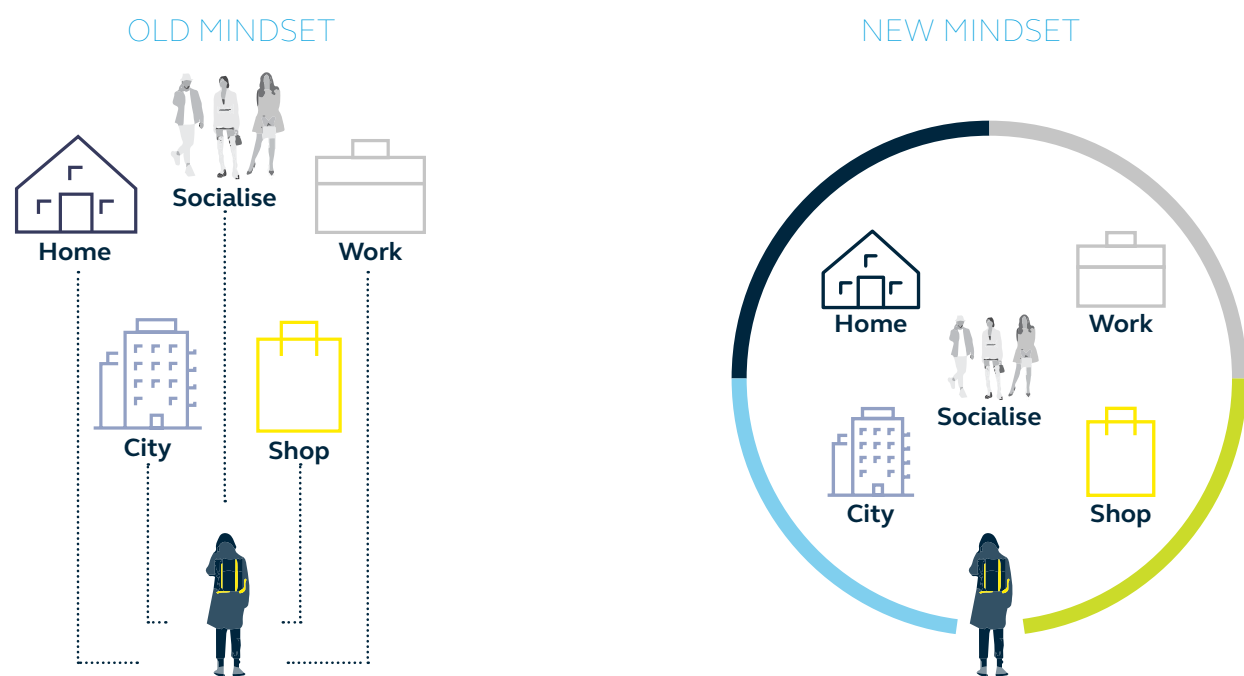 OLD MINDSET
Socialise
Home
Work
City
Shop
NEW MINDSET
Home
Work
Socialise
City
Shop